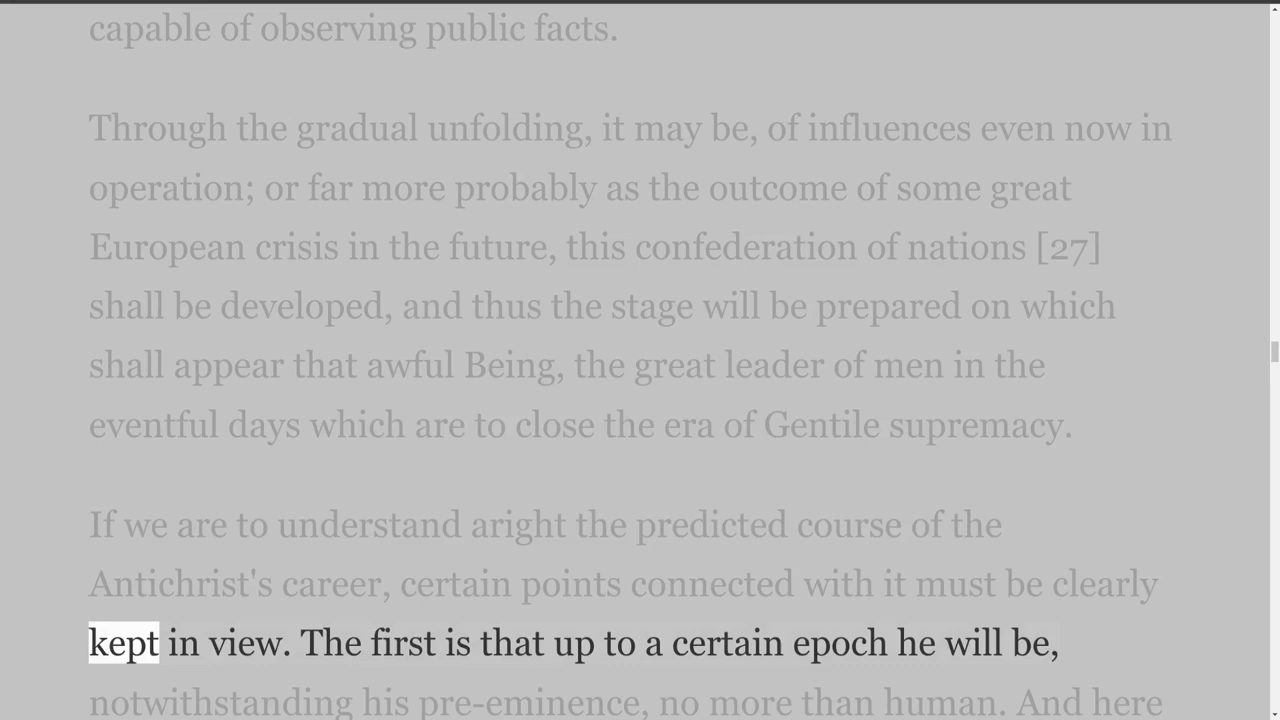 capable of observing public facts.
Through the gradual unfolding, it may be, of influences even now in
operation; or far more probably as the outcome of some great
European crisis in the future, this confederation of nations [27]
shall be developed, and thus the stage will be prepared on which
shall appear that awful Being, the great leader of men in the
eventful days which are to close the era of Gentile supremacy.
If we are to understand aright the predicted course of the
Antichrist's career, certain points connected with it must be clearly
kept in view. The first is that up to a certain epoch he will be,
notwithstanding his pre-eminence, no more than human. And here